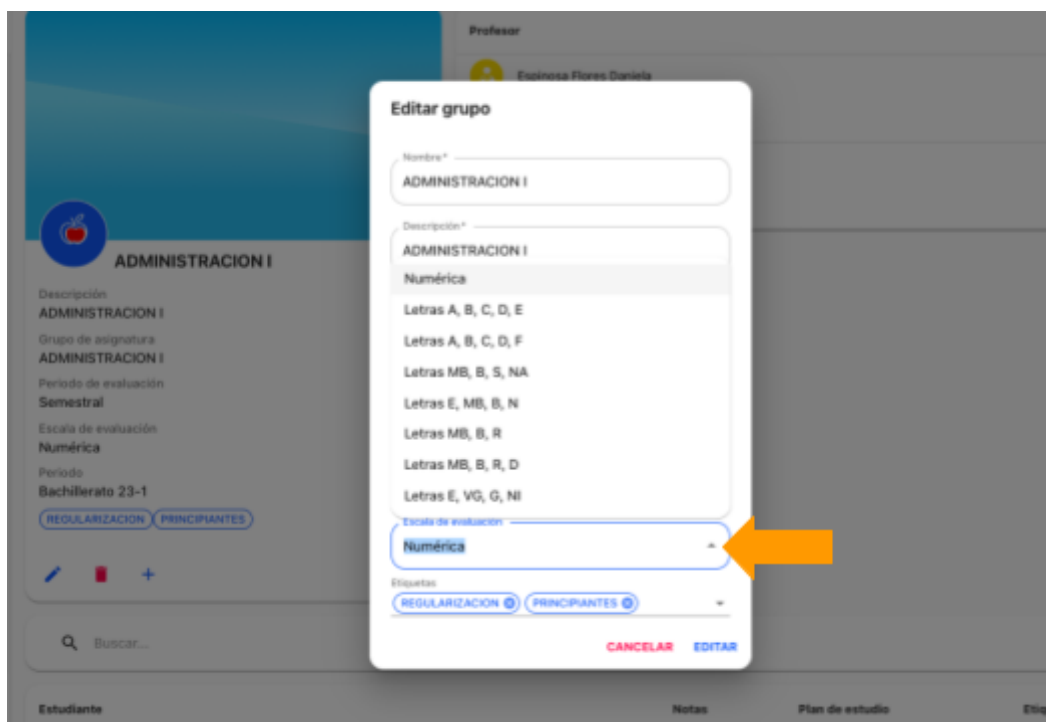 Profesor
Espinosa Flores Daniela
ADMINISTRACION I
Descripción
ADMINISTRACION I
Grupo de asignatura
ADMINISTRACION I
Periodo de evaluación
Semestral
Escala de evaluación
Numérica
Periodo
Bachillerato 23-1
REGULARIZACION PRINCIPIANTES
Buscar...
Editar grupo
Nombre*
ADMINISTRACION I
Descripción*
ADMINISTRACION I
Numérica
Letras A, B, C, D, E
Letras A, B, C, D, F
Letras MB, B, S, NA
Letras E, MB, B, N
Letras MB, B, R
Letras MB, B, R, D
Letras E, VG, G, NI
Escala de evaluación
Numérica
Etiquetas
REGULARIZACION PRINCIPIANTES
CANCELAR EDITAR
Estudiante Notas Plan de estudio Etiq